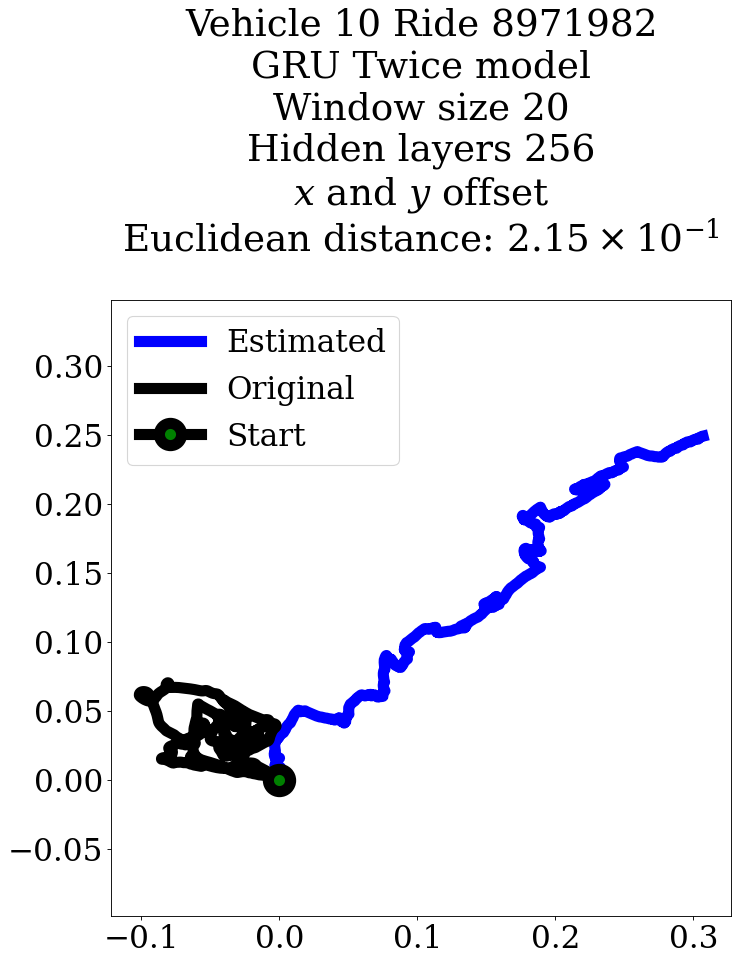 Vehicle 10 Ride 8971982
GRU Twice model
Window size 20
Hidden layers 256
x and y offset
Euclidean distance: 2.15 × 10⁻¹
Estimated
Original
Start
0.30
0.25
0.20
0.15
0.10
0.05
0.00
−0.05
−0.1 0.0 0.1 0.2 0.3